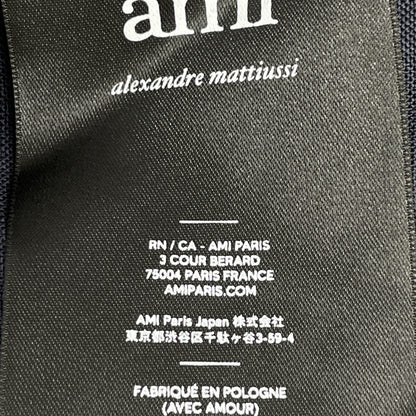 ami
alexandre mattiussi
RN / CA - AMI PARIS
3 COUR BERARD
75004 PARIS FRANCE
AMIPARIS.COM
AMI Paris Japan 株式会社
東京都渋谷区千駄ヶ谷3-59-4
FABRIQUÉ EN POLOGNE
(AVEC AMOUR)